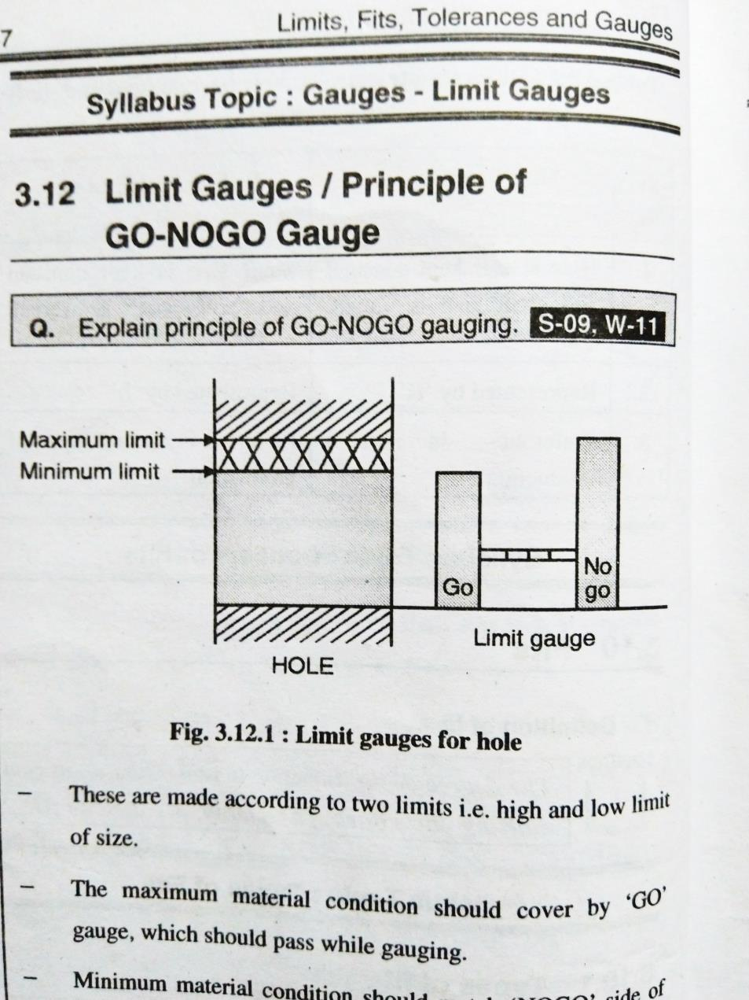 7
Limits, Fits, Tolerances and Gauges
Syllabus Topic : Gauges - Limit Gauges
3.12 Limit Gauges / Principle of
GO-NOGO Gauge
Q. Explain principle of GO-NOGO gauging. S-09, W-11
Maximum limit
Minimum limit
Go
No
go
Limit gauge
HOLE
Fig. 3.12.1 : Limit gauges for hole
– These are made according to two limits i.e. high and low limit
of size.
– The maximum material condition should cover by ‘GO’
gauge, which should pass while gauging.
– Minimum material condition should ‘NOGO’ side of